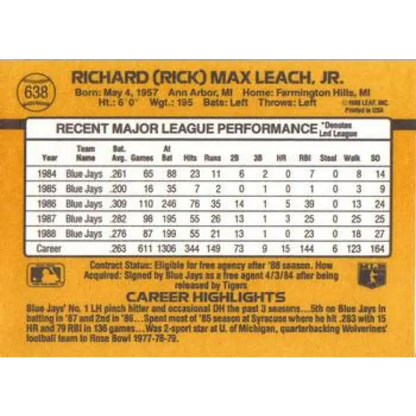 638
RICHARD (RICK) MAX LEACH, JR.
Born: May 4, 1957 Ann Arbor, MI Home: Farmington Hills, MI
Ht.: 6'0" Wgt.: 195 Bats: Left Throws: Left
©1988 LEAF, INC.
Printed in USA
RECENT MAJOR LEAGUE PERFORMANCE *Denotes Led League
Year Team Name Bat. Avg. Games At Bat Hits Runs 2B 3B HR RBI Steal Walk SO
1984 Blue Jays .261 65 88 23 11 6 2 0 7 0 8 14
1985 Blue Jays .200 16 35 7 2 0 1 0 1 0 3 9
1986 Blue Jays .309 110 246 76 35 14 1 5 39 0 13 24
1987 Blue Jays .282 98 195 55 26 13 1 3 25 0 25 25
1988 Blue Jays .276 87 199 55 21 13 1 0 23 0 18 27
Career .263 611 1306 344 149 73 9 15 144 6 123 164
Contract Status: Eligible for free agency after '88 season. How
Acquired: Signed by Blue Jays as a free agent 4/3/84 after being
released by Tigers
CAREER HIGHLIGHTS
Blue Jays' No. 1 LH pinch hitter and occasional DH the past 3 seasons...5th on Blue Jays in
batting in '87 and 2nd in '86...Spent most of '85 season at Syracuse where he hit .283 with 15
HR and 79 RBI in 136 games...Was 2-sport star at U. of Michigan, quarterbacking Wolverines'
football team to Rose Bowl 1977-78-79.